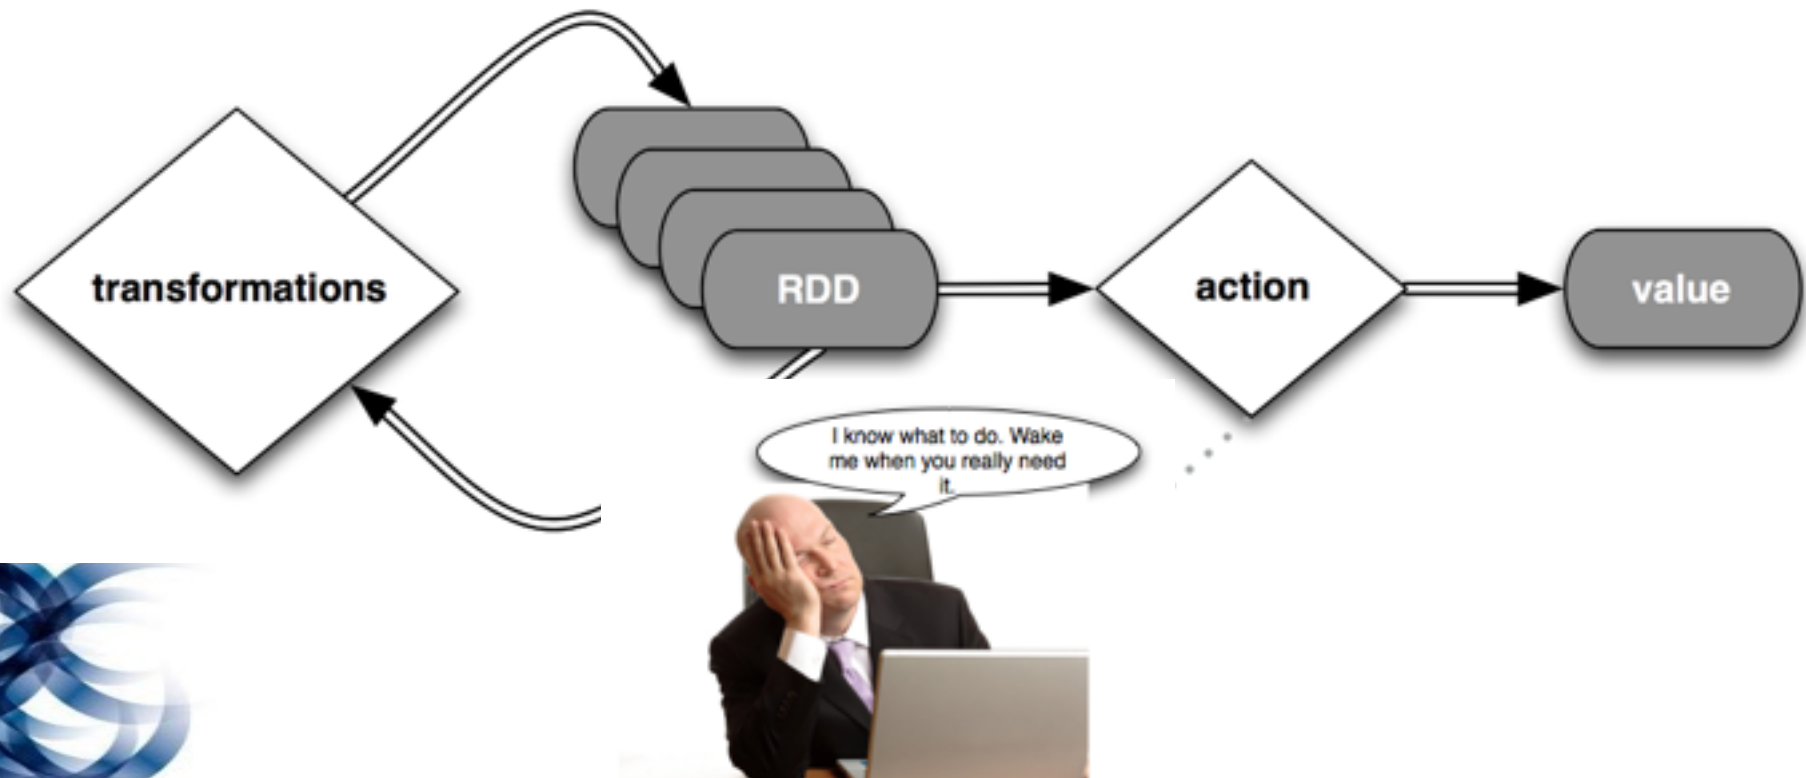 transformations
RDD
action
value
I know what to do. Wake
me when you really need
it.